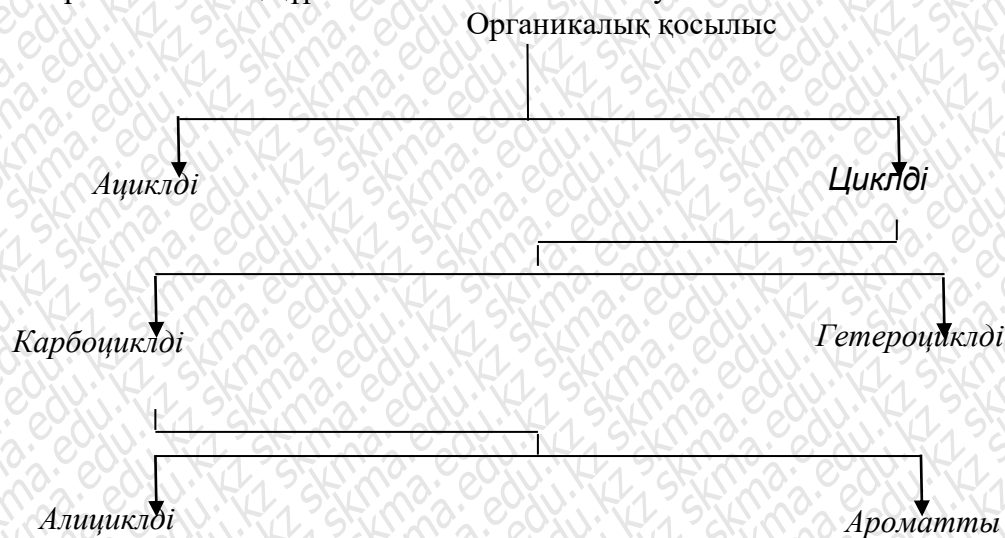 Органикалық қосылыс
Ациклді
Циклді
Карбоциклді
Гетероциклді
Алициклді
Ароматты